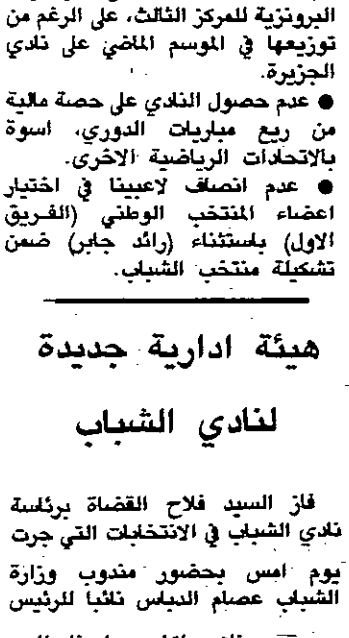 البرونزية للمركز الثالث، على الرغم من
توزيعها في الموسم الماضي على نادي
الجزيرة.
● عدم حصول النادي على حصة مالية
من ريع مباريات الدوري، اسوة
بالاتحادات الرياضية الاخرى.
● عدم انصاف لاعبينا في اختيار
اعضاء المنتخب الوطني (الفريق
الاول) باستثناء (رائد جابر) ضمن
تشكيلة منتخب الشباب.
هيئة ادارية جديدة
لنادي الشباب
فاز السيد فلاح القضاة برئاسة
نادي الشباب في الانتخابات التي جرت
يوم امس بحضور مندوب وزارة
الشباب عصام الدباس نائبا للرئيس